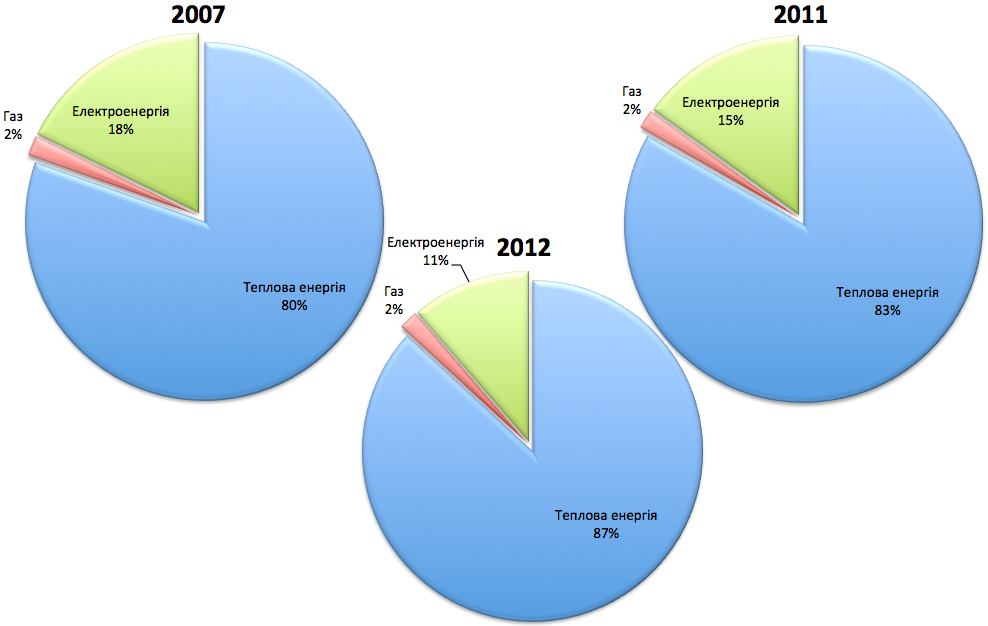 2007
Газ
2%
Електроенергія
18%
Теплова енергія
80%
2011
Газ
2%
Електроенергія
15%
Теплова енергія
83%
2012
Електроенергія
11%
Газ
2%
Теплова енергія
87%